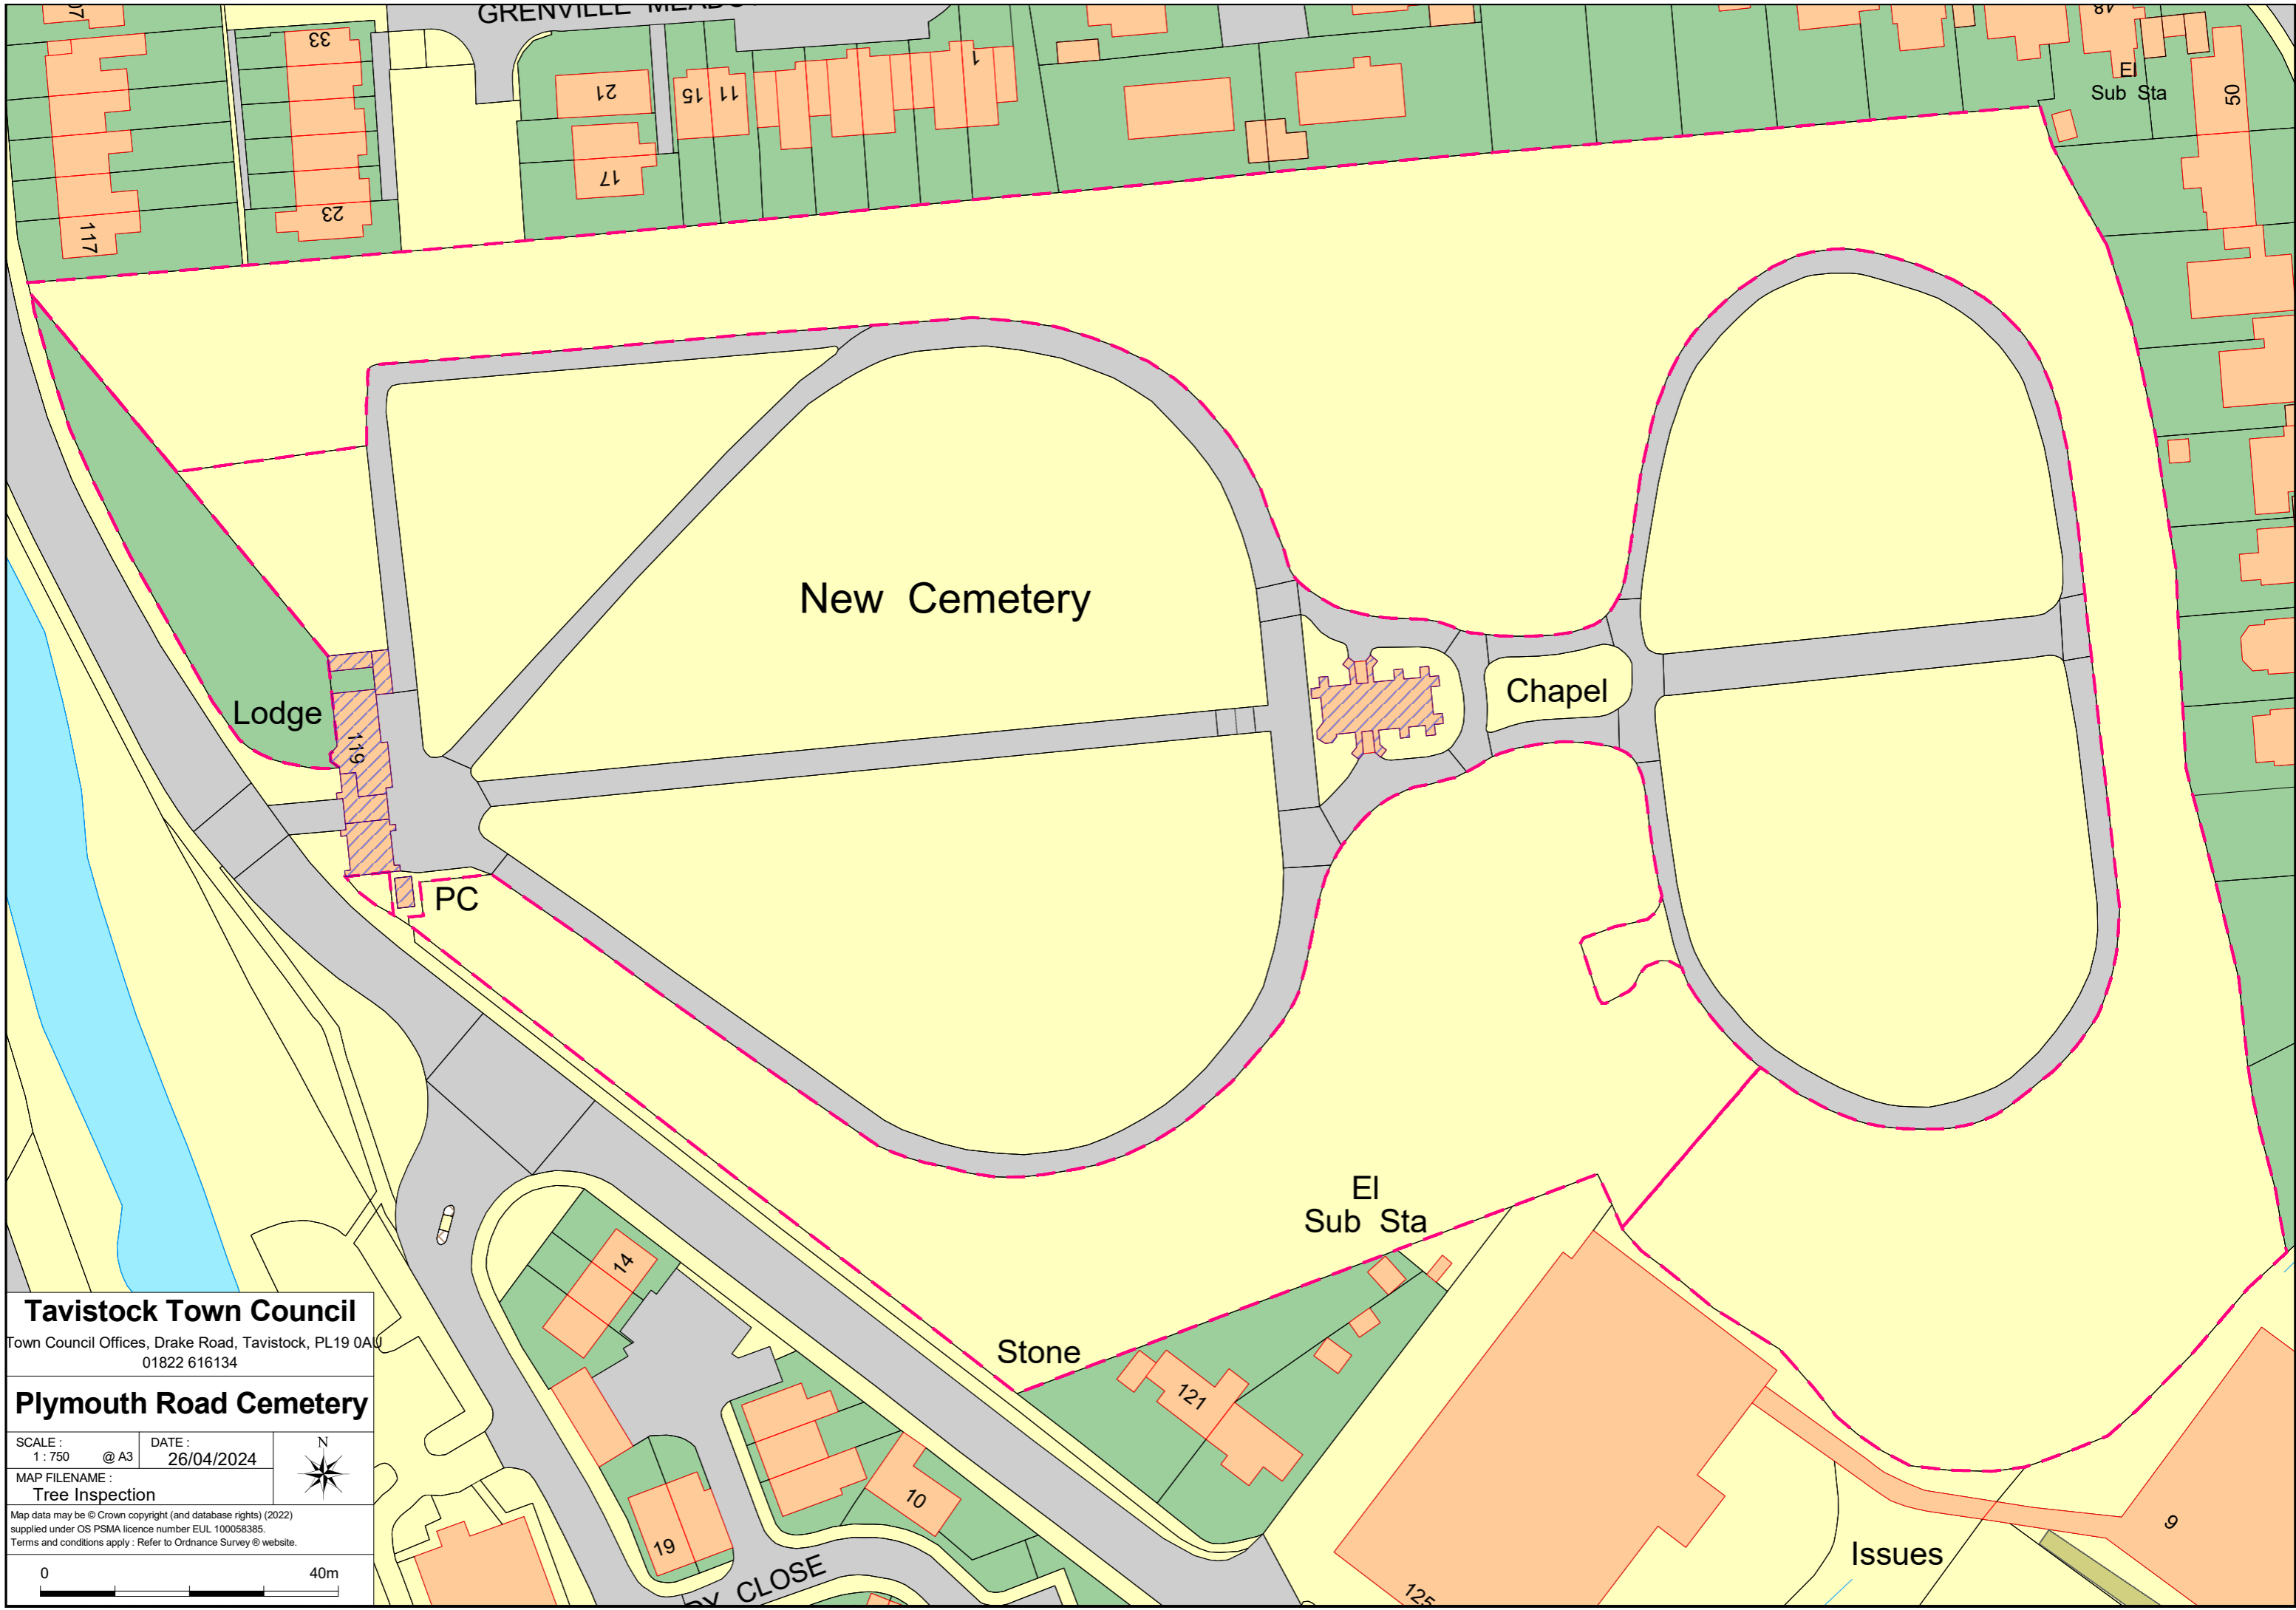 GRENVILLE
33
21
15
11
1
17
23
117
48
El
Sub Sta
50
New Cemetery
Chapel
Lodge
119
PC
El
Sub Sta
Stone
14
121
10
19
CLOSE
125
9
Issues
Tavistock Town Council
Town Council Offices, Drake Road, Tavistock, PL19 0AU
01822 616134
Plymouth Road Cemetery
SCALE :
1 : 750 @ A3
DATE :
26/04/2024
N
MAP FILENAME :
Tree Inspection
Map data may be © Crown copyright (and database rights) (2022)
supplied under OS PSMA licence number EUL 100058385.
Terms and conditions apply : Refer to Ordnance Survey ® website.
0 40m